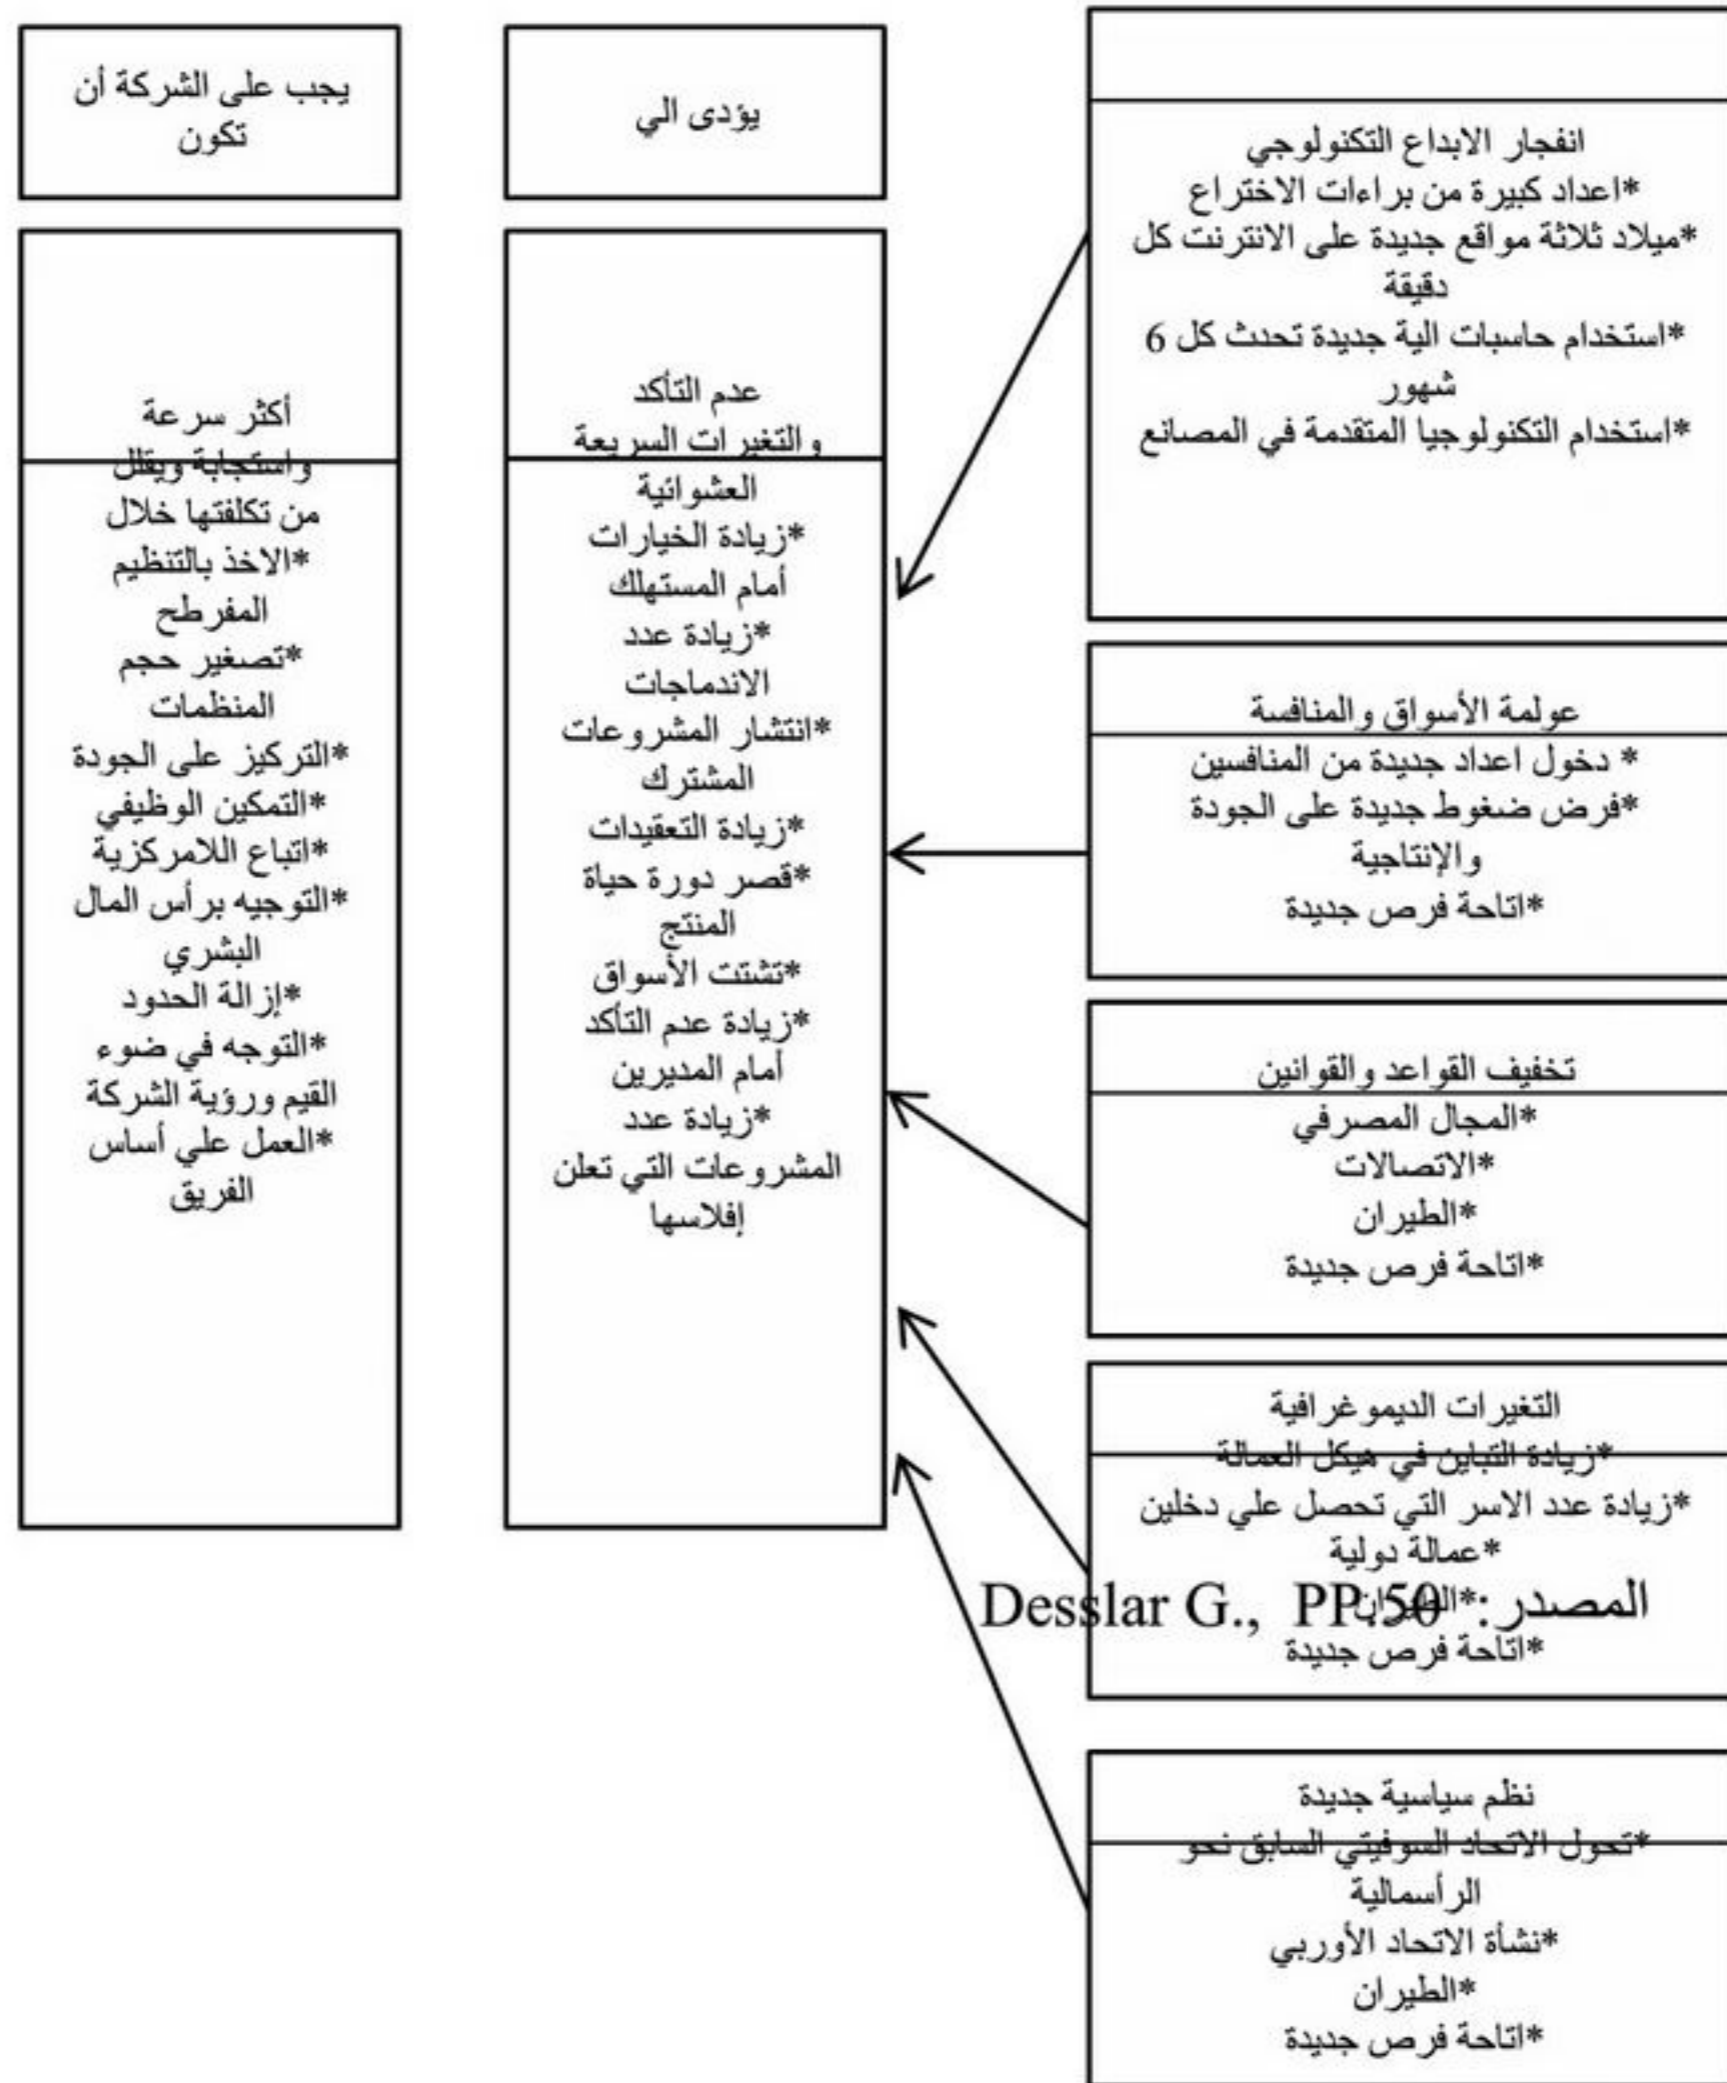 انفجار الابداع التكنولوجي
*اعداد كبيرة من براءات الاختراع
*ميلاد ثلاثة مواقع جديدة على الانترنت كل
دقيقة
*استخدام حاسبات الية جديدة تحدث كل 6
شهور
*استخدام التكنولوجيا المتقدمة في المصانع
عولمة الأسواق والمنافسة
* دخول اعداد جديدة من المنافسين
*فرض ضغوط جديدة على الجودة
والإنتاجية
*اتاحة فرص جديدة
تخفيف القواعد والقوانين
*المجال المصرفي
*الاتصالات
*الطيران
*اتاحة فرص جديدة
التغيرات الديموغرافية
*زيادة التباين في هيكل العمالة
*زيادة عدد الاسر التي تحصل علي دخلين
*عمالة دولية
*الطيران
*اتاحة فرص جديدة
نظم سياسية جديدة
*تحول الاتحاد السوفيتي السابق نحو
الرأسمالية
*نشأة الاتحاد الأوربي
*الطيران
*اتاحة فرص جديدة
يؤدى الي
عدم التأكد
والتغيرات السريعة
العشوائية
*زيادة الخيارات
أمام المستهلك
*زيادة عدد
الاندماجات
*انتشار المشروعات
المشترك
*زيادة التعقيدات
*قصر دورة حياة
المنتج
*تشتت الأسواق
*زيادة عدم التأكد
أمام المديرين
*زيادة عدد
المشروعات التي تعلن
إفلاسها
يجب على الشركة أن
تكون
أكثر سرعة
واستجابة ويقلل
من تكلفتها خلال
*الاخذ بالتنظيم
المفرطح
*تصغير حجم
المنظمات
*التركيز على الجودة
*التمكين الوظيفي
*اتباع اللامركزية
*التوجيه برأس المال
البشري
*إزالة الحدود
*التوجه في ضوء
القيم ورؤية الشركة
*العمل علي أساس
الفريق
المصدر: Desslar G., PP.50